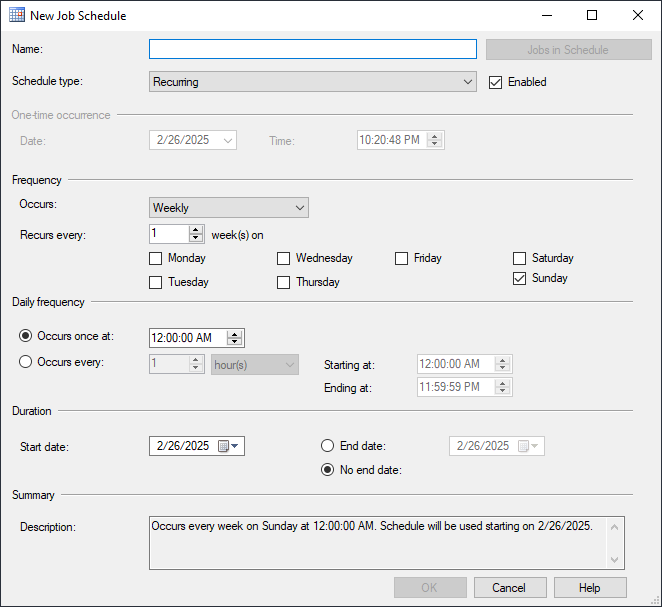 New Job Schedule
Name:
Jobs in Schedule
Schedule type:
Recurring
Enabled
One-time occurrence
Date:
2/26/2025
Time:
10:20:48 PM
Frequency
Occurs:
Weekly
Recurs every:
1
week(s) on
Monday
Wednesday
Friday
Saturday
Tuesday
Thursday
Sunday
Daily frequency
Occurs once at:
12:00:00 AM
Occurs every:
1
hour(s)
Starting at:
12:00:00 AM
Ending at:
11:59:59 PM
Duration
Start date:
2/26/2025
End date:
2/26/2025
No end date:
Summary
Description:
Occurs every week on Sunday at 12:00:00 AM. Schedule will be used starting on 2/26/2025.
OK
Cancel
Help